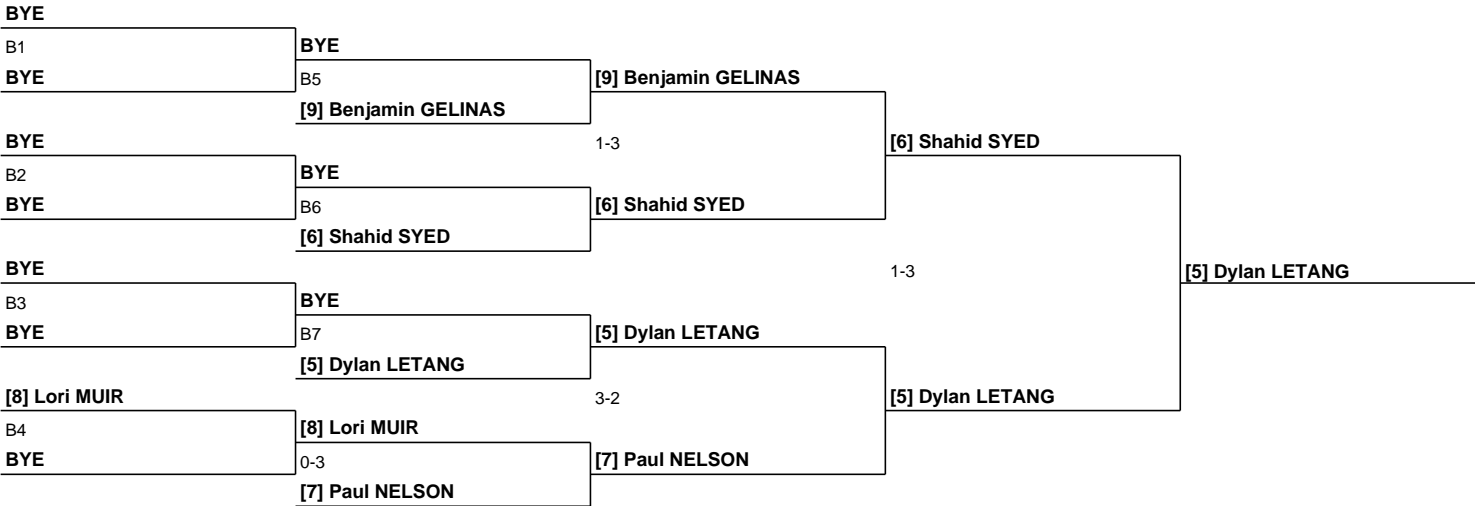 BYE
B1
BYE
BYE
B5
[9] Benjamin GELINAS
[9] Benjamin GELINAS
BYE
B2
BYE
BYE
B6
[6] Shahid SYED
1-3
[6] Shahid SYED
[6] Shahid SYED
BYE
B3
BYE
BYE
B7
[5] Dylan LETANG
[5] Dylan LETANG
1-3
[5] Dylan LETANG
[8] Lori MUIR
B4
BYE
[8] Lori MUIR
0-3
[7] Paul NELSON
3-2
[7] Paul NELSON
[5] Dylan LETANG